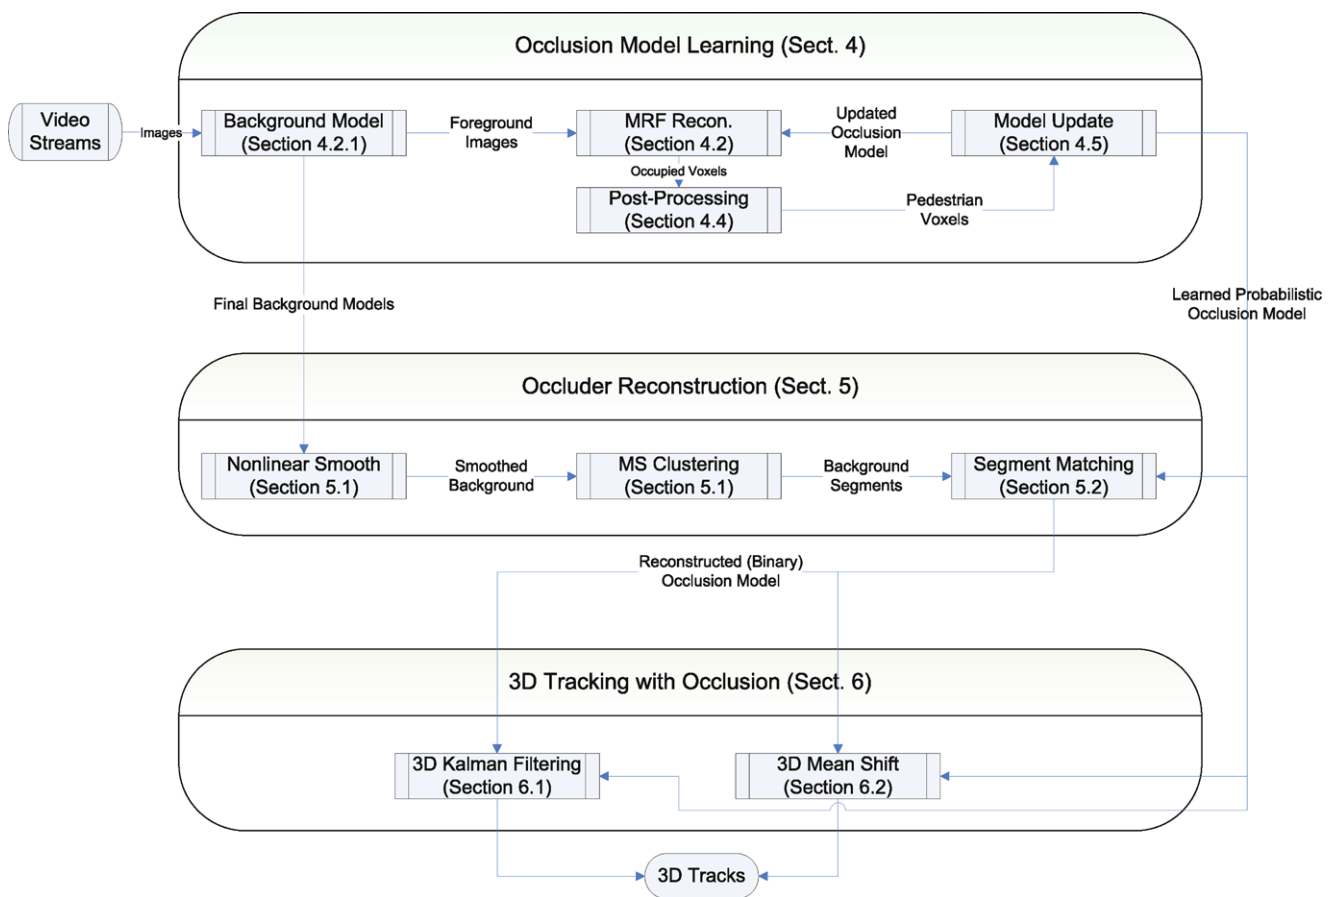 Occlusion Model Learning (Sect. 4)
Video
Streams
Images
Background Model
(Section 4.2.1)
Foreground
Images
MRF Recon.
(Section 4.2)
Updated
Occlusion
Model
Model Update
(Section 4.5)
Occupied Voxels
Post-Processing
(Section 4.4)
Pedestrian
Voxels
Final Background Models
Learned Probabilistic
Occlusion Model
Occluder Reconstruction (Sect. 5)
Nonlinear Smooth
(Section 5.1)
Smoothed
Background
MS Clustering
(Section 5.1)
Background
Segments
Segment Matching
(Section 5.2)
Reconstructed (Binary)
Occlusion Model
3D Tracking with Occlusion (Sect. 6)
3D Kalman Filtering
(Section 6.1)
3D Mean Shift
(Section 6.2)
3D Tracks